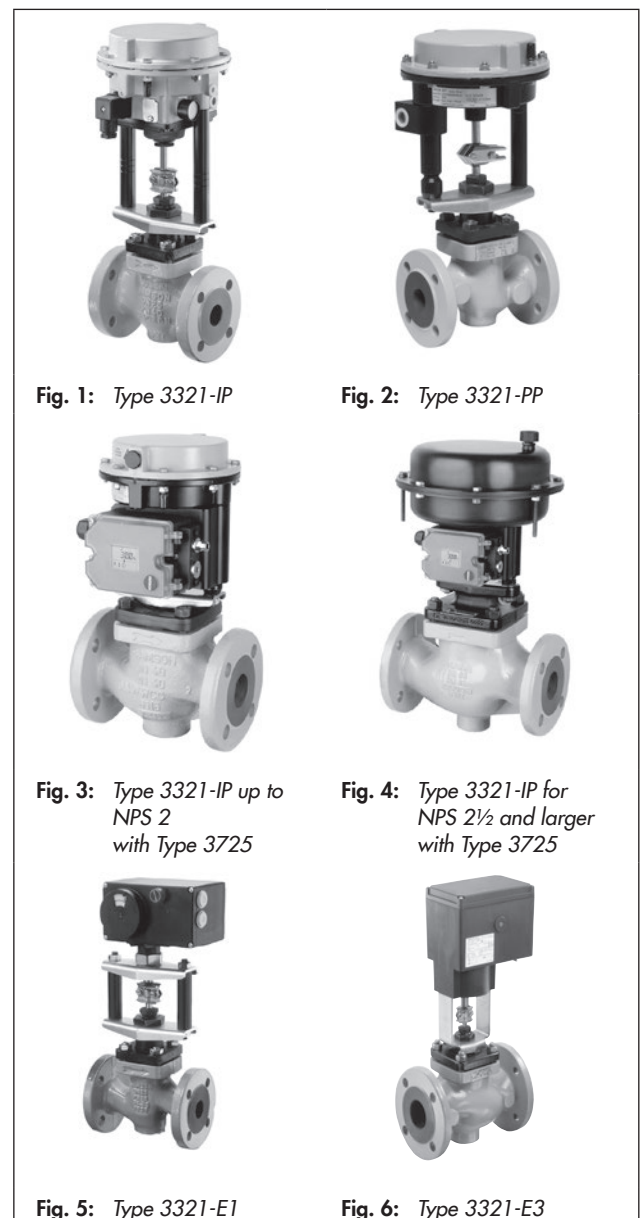 Fig. 1: Type 3321-IP
Fig. 2: Type 3321-PP
Fig. 3: Type 3321-IP up to
NPS 2
with Type 3725
Fig. 4: Type 3321-IP for
NPS 2½ and larger
with Type 3725
Fig. 5: Type 3321-E1
Fig. 6: Type 3321-E3